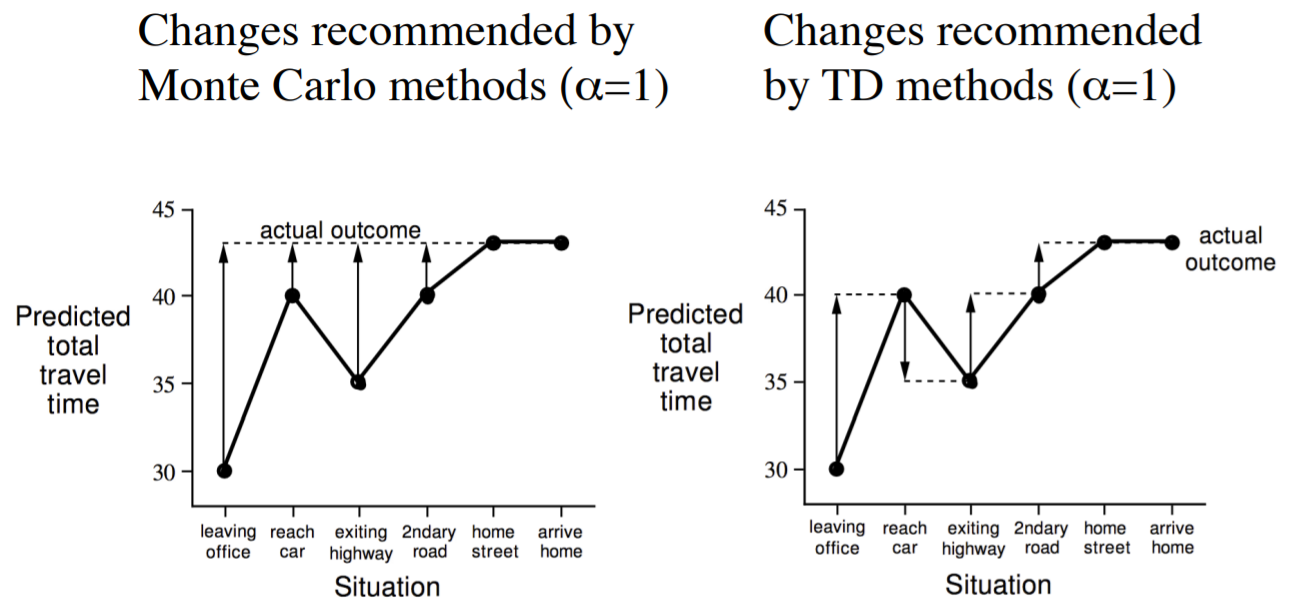 Changes recommended by
Monte Carlo methods (α=1)
Changes recommended
by TD methods (α=1)
45
40
35
30
actual outcome
Predicted
total
travel
time
leaving
office
reach
car
exiting
highway
2ndary
road
home
street
arrive
home
Situation
45
40
35
30
actual
outcome
Predicted
total
travel
time
leaving
office
reach
car
exiting
highway
2ndary
road
home
street
arrive
home
Situation